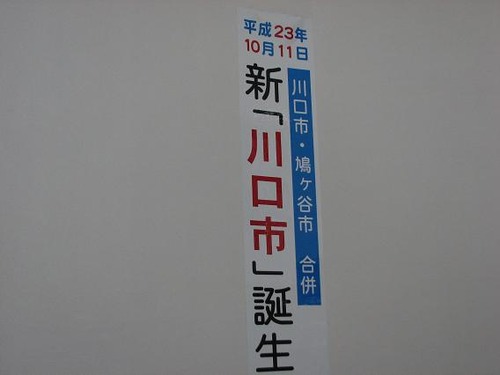 平成23年
10月11日
川口市・鳩ヶ谷市 合併
新「川口市」誕生